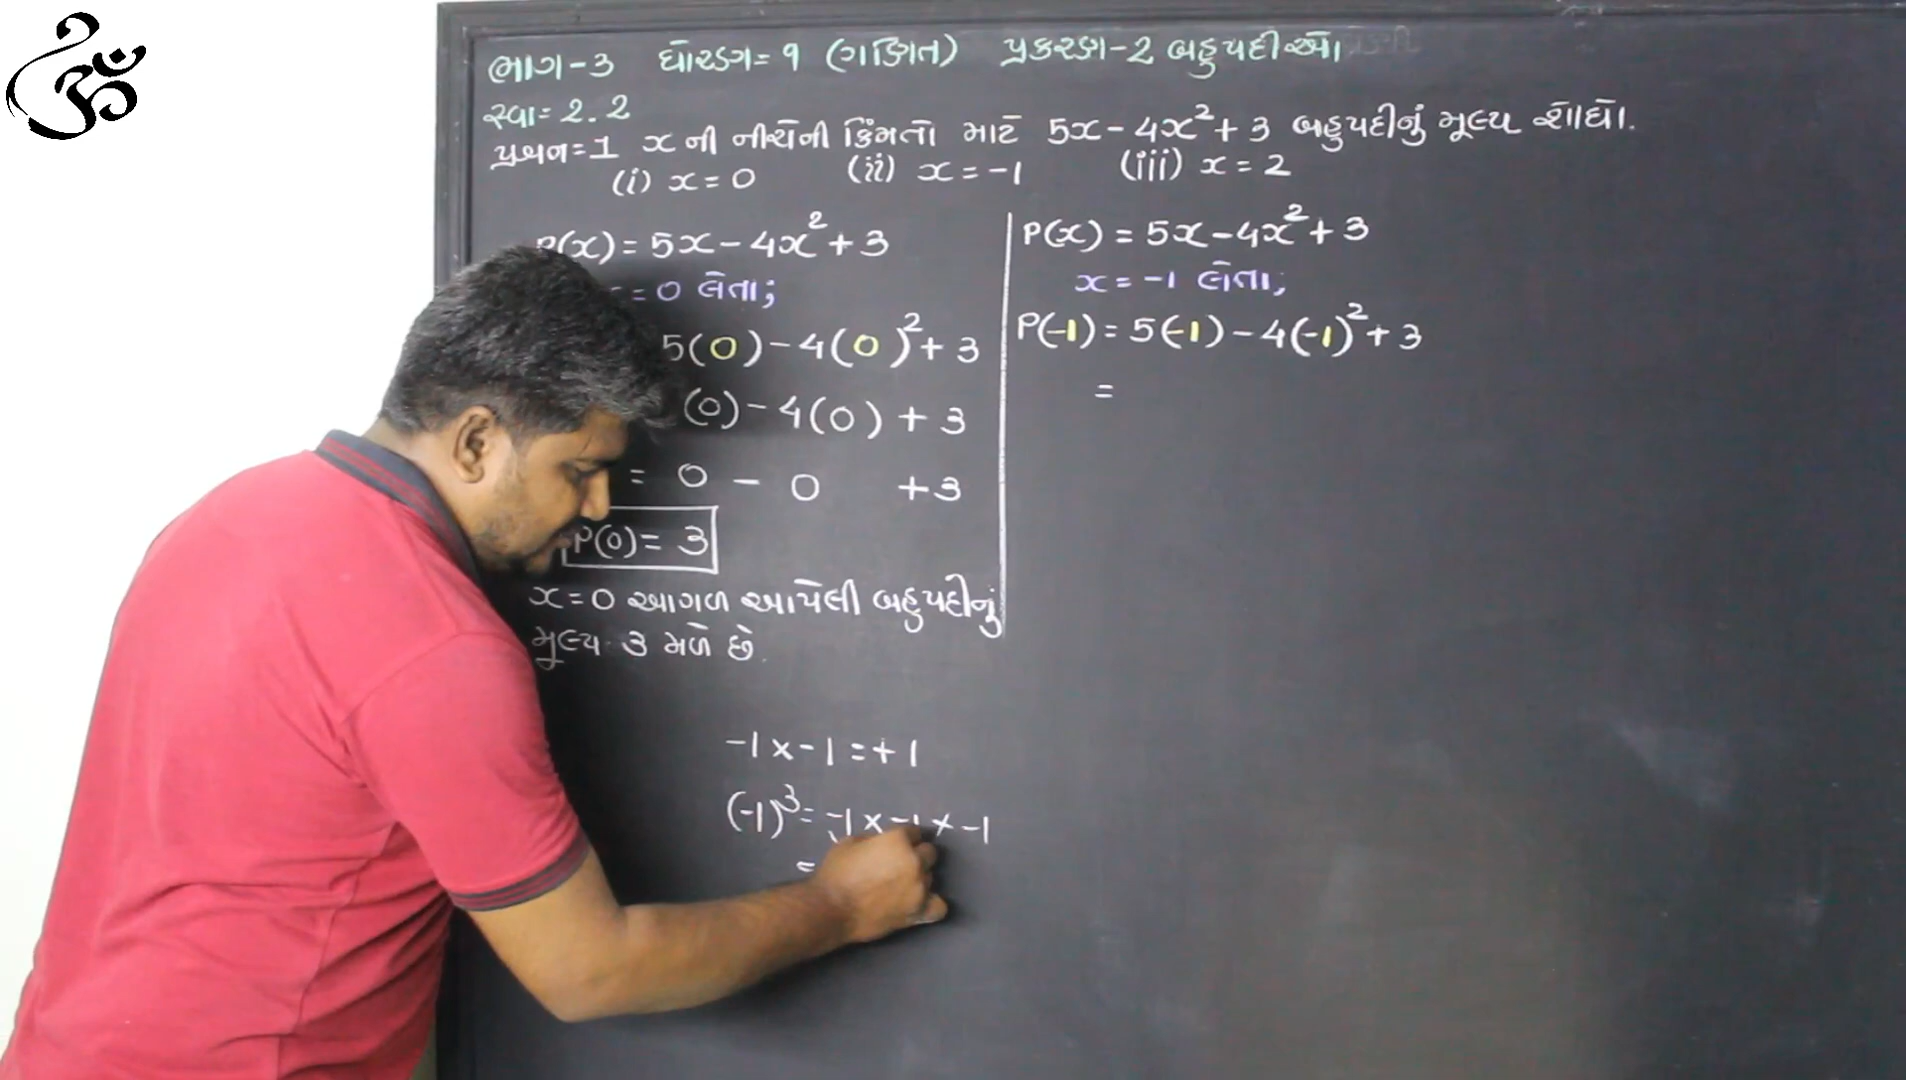 ॐ
ભાગ-3 ધોરણ = 9 (ગણિત) પ્રકરણ-2 બહુપદીઓ
સ્વા = 2.2
પ્રશ્ન = 1 x ની નીચેની કિંમતો માટે 5x - 4x² + 3 બહુપદીનું મૂલ્ય શોધો.
(i) x = 0 (ii) x = -1 (iii) x = 2
P(x) = 5x - 4x² + 3
= 0 લેતા;
5(0) - 4(0)² + 3
(0) - 4(0) + 3
= 0 - 0 + 3
P(0) = 3
x = 0 આગળ આપેલી બહુપદીનું
મૂલ્ય 3 મળે છે.
-1 x -1 = +1
(-1)³ = -1 x -1 x -1
=
P(x) = 5x - 4x² + 3
x = -1 લેતા;
P(-1) = 5(-1) - 4(-1)² + 3
=